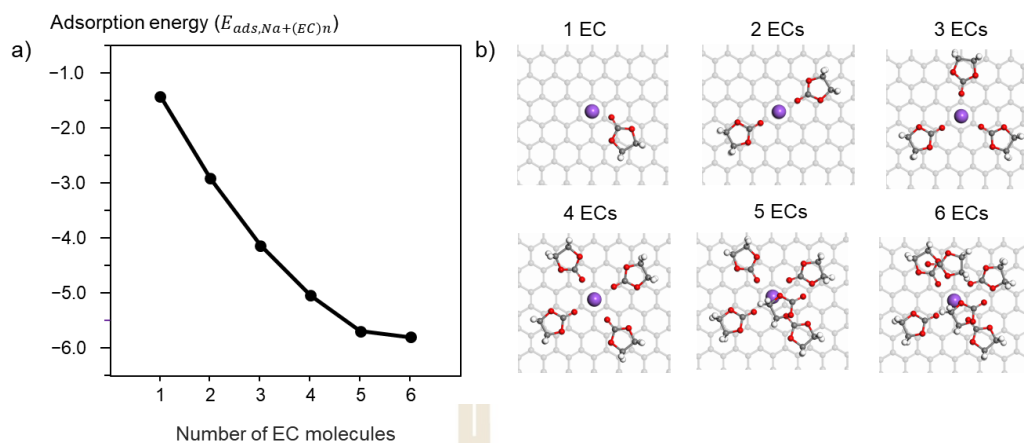 Adsorption energy (E_{ads,Na+(EC)n})
a)
−1.0
−2.0
−3.0
−4.0
−5.0
−6.0
1 2 3 4 5 6
Number of EC molecules
b)
1 EC 2 ECs 3 ECs
4 ECs 5 ECs 6 ECs